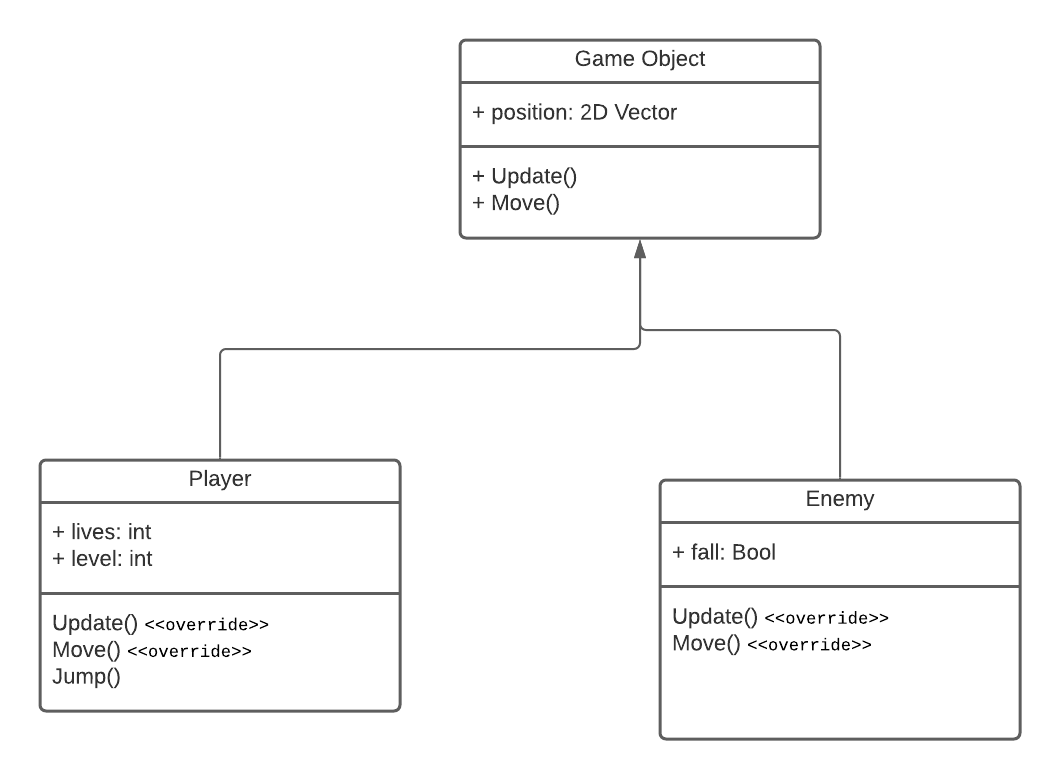 Game Object
+ position: 2D Vector
+ Update()
+ Move()
Player
+ lives: int
+ level: int
Update() <<override>>
Move() <<override>>
Jump()
Enemy
+ fall: Bool
Update() <<override>>
Move() <<override>>